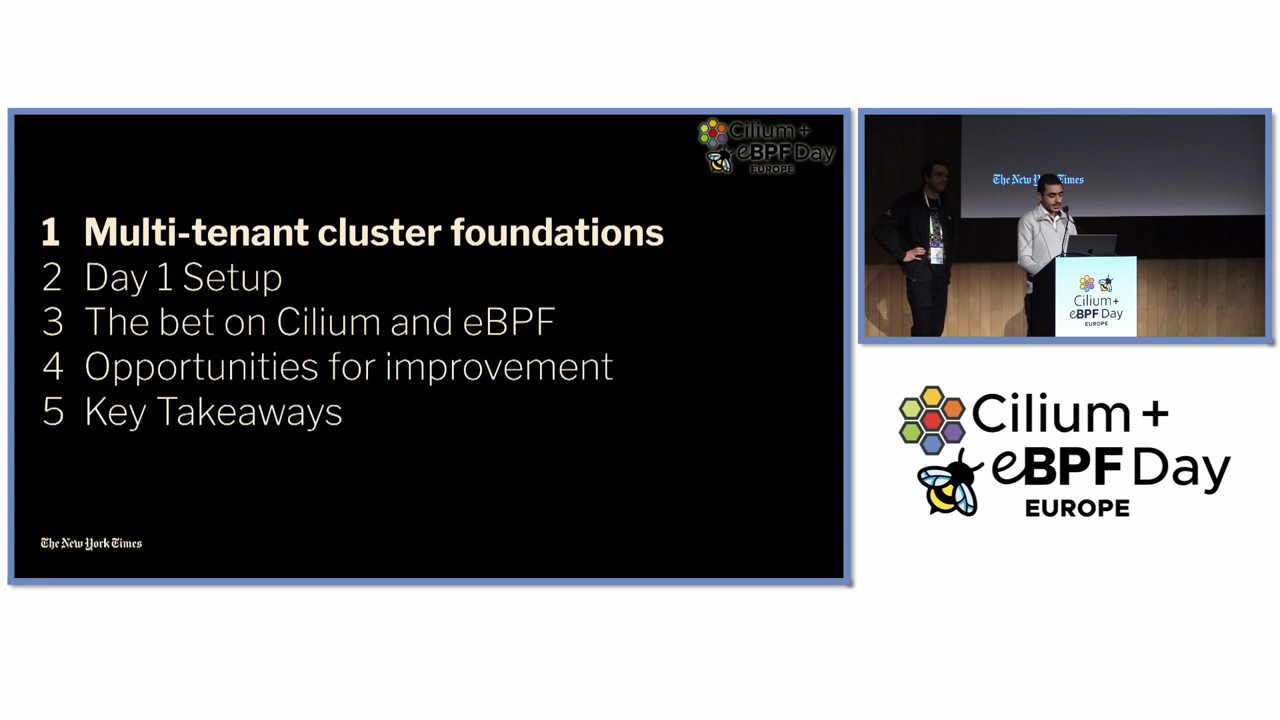 Cilium +
eBPF Day
EUROPE
1 Multi-tenant cluster foundations
2 Day 1 Setup
3 The bet on Cilium and eBPF
4 Opportunities for improvement
5 Key Takeaways
The New York Times
The New York Times
Cilium+
eBPF Day
EUROPE
Cilium +
eBPF Day
EUROPE